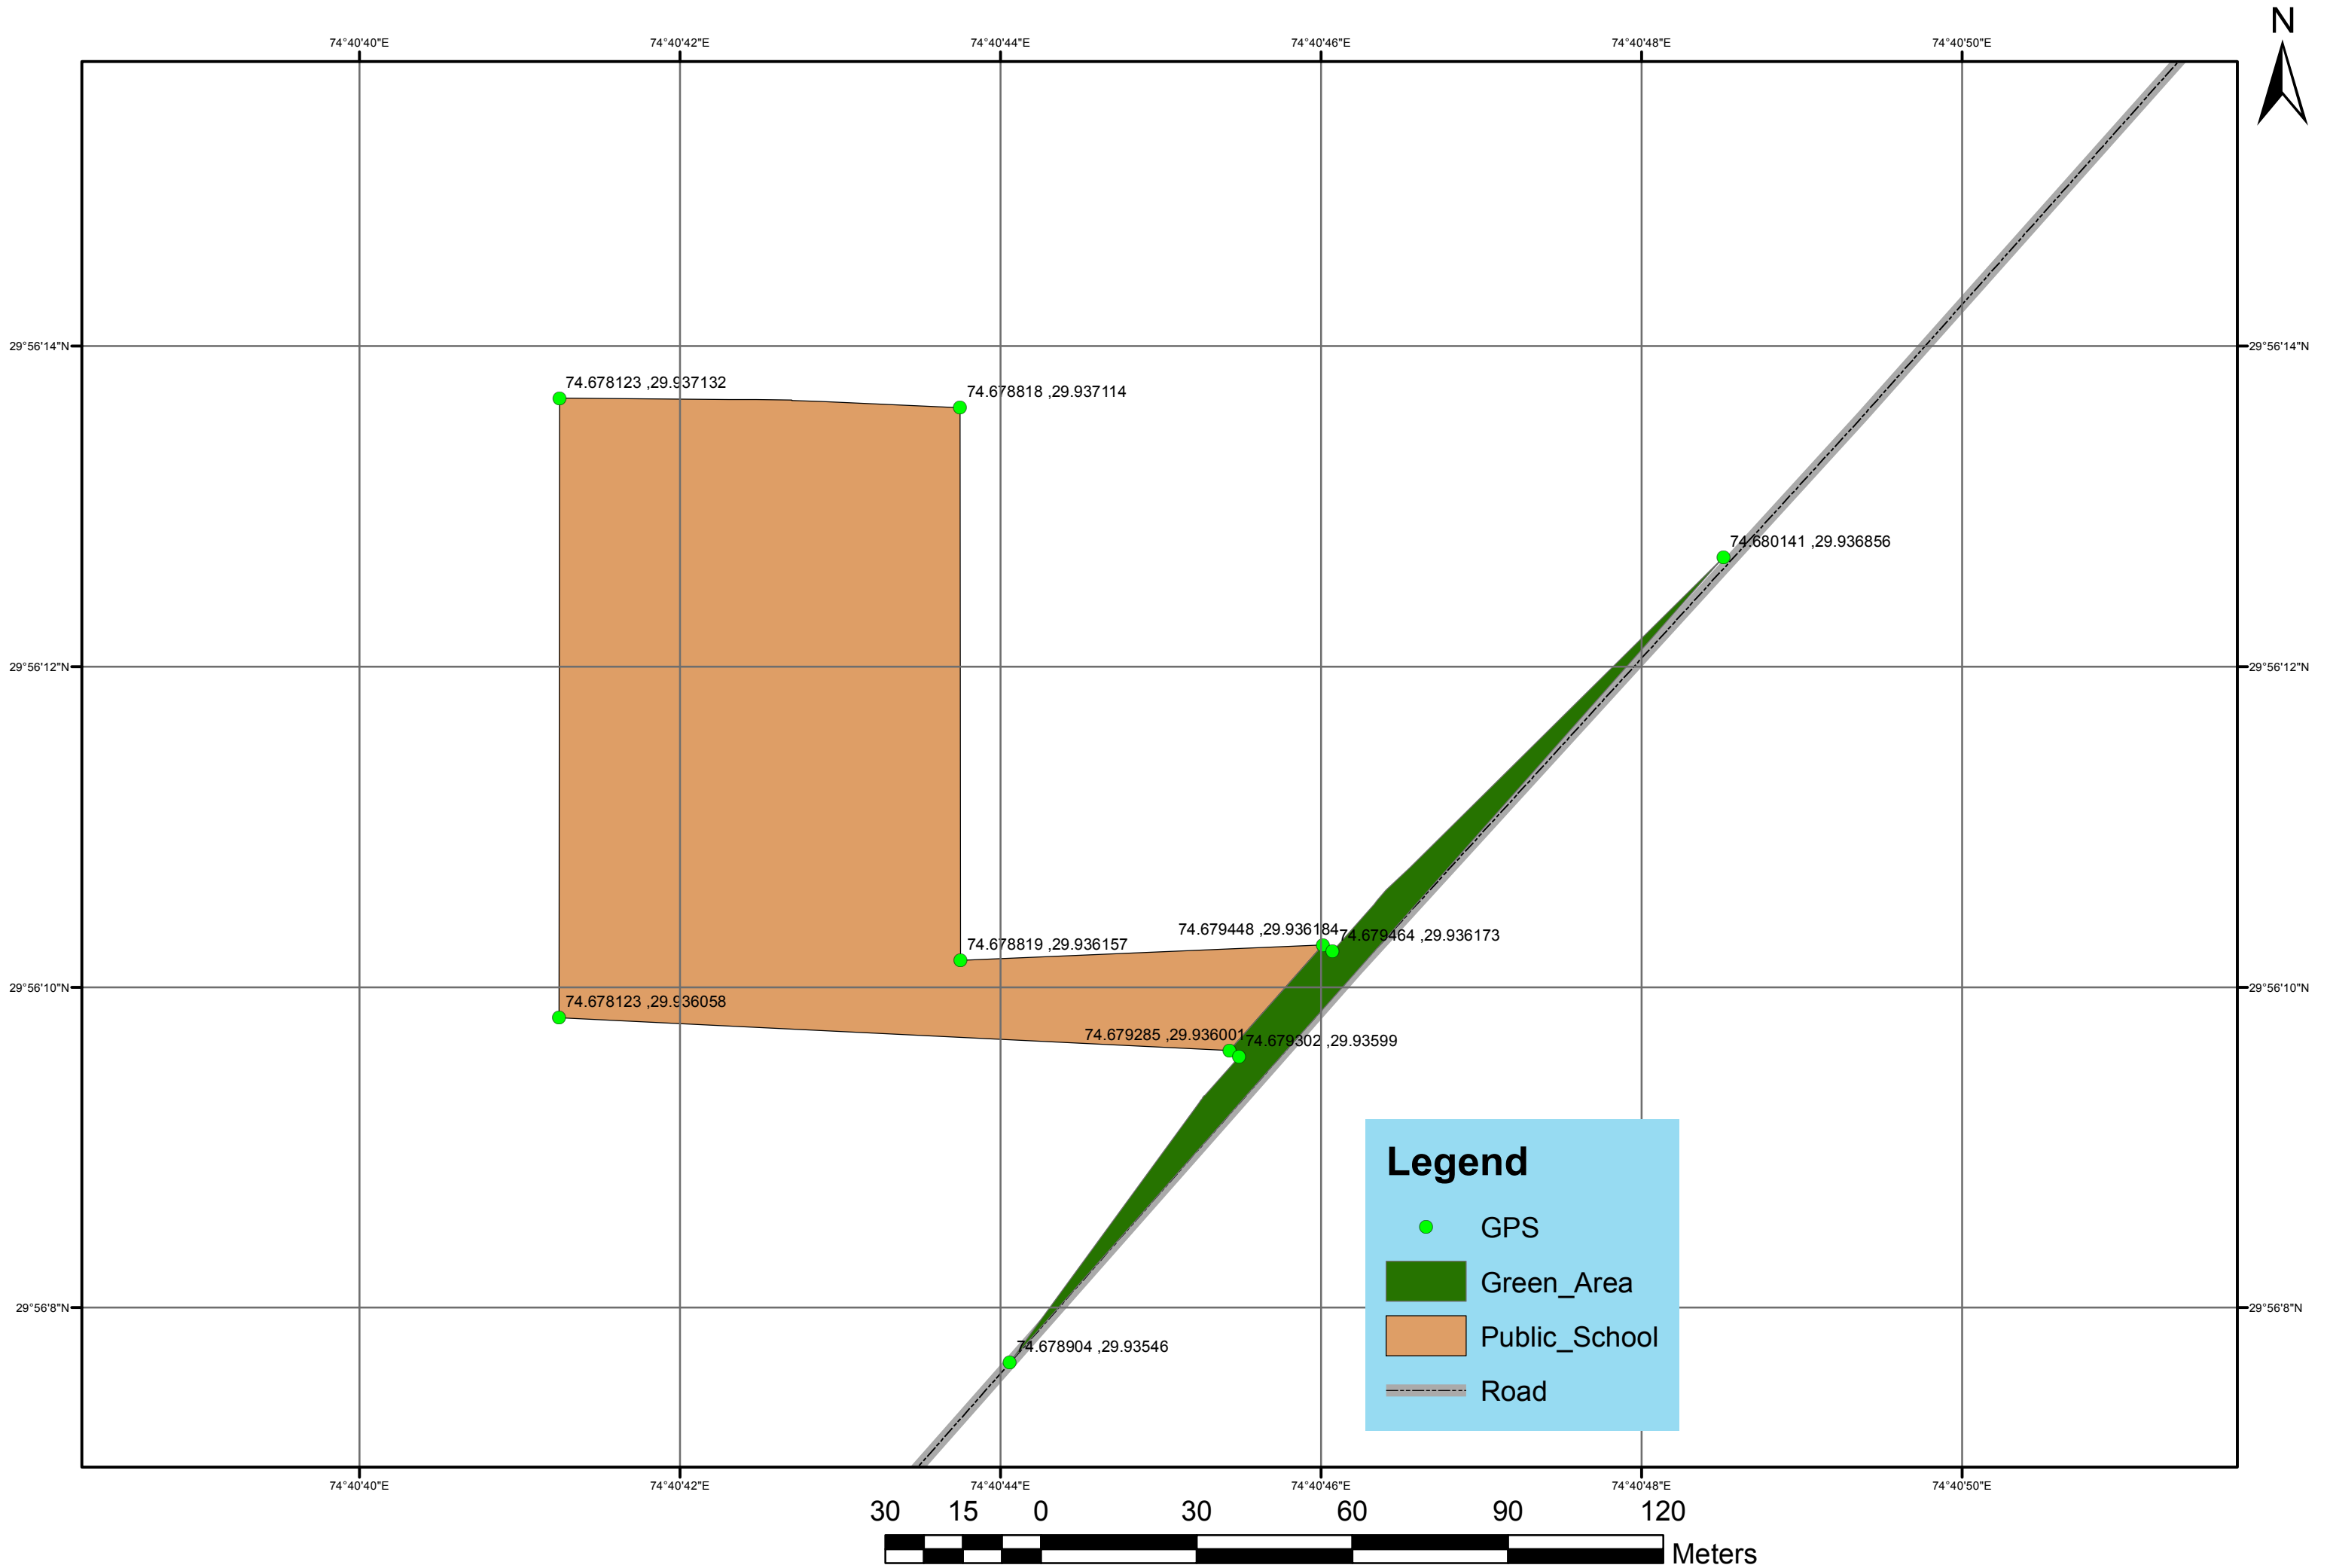 N
74°40'40"E 74°40'42"E 74°40'44"E 74°40'46"E 74°40'48"E 74°40'50"E
29°56'14"N 29°56'14"N
74.678123 ,29.937132
74.678818 ,29.937114
74.680141 ,29.936856
29°56'12"N 29°56'12"N
74.679448 ,29.936184
74.679464 ,29.936173
74.678819 ,29.936157
29°56'10"N 29°56'10"N
74.678123 ,29.936058
74.679285 ,29.936001
74.679302 ,29.93599
Legend
GPS
Green_Area
Public_School
Road
29°56'8"N 29°56'8"N
74.678904 ,29.93546
74°40'40"E 74°40'42"E 74°40'44"E 74°40'46"E 74°40'48"E 74°40'50"E
30 15 0 30 60 90 120
Meters